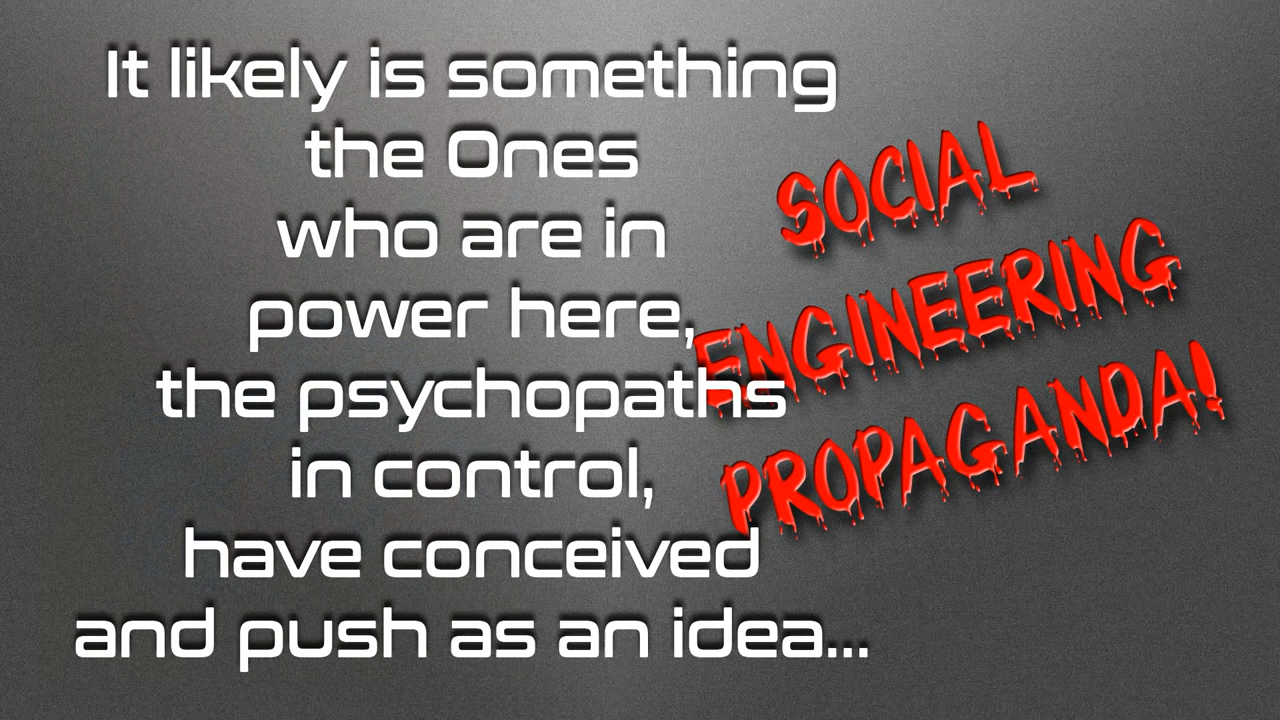 It likely is something
the Ones
who are in
power here,
the psychopaths
in control,
have conceived
and push as an idea...
SOCIAL
ENGINEERING
PROPAGANDA!